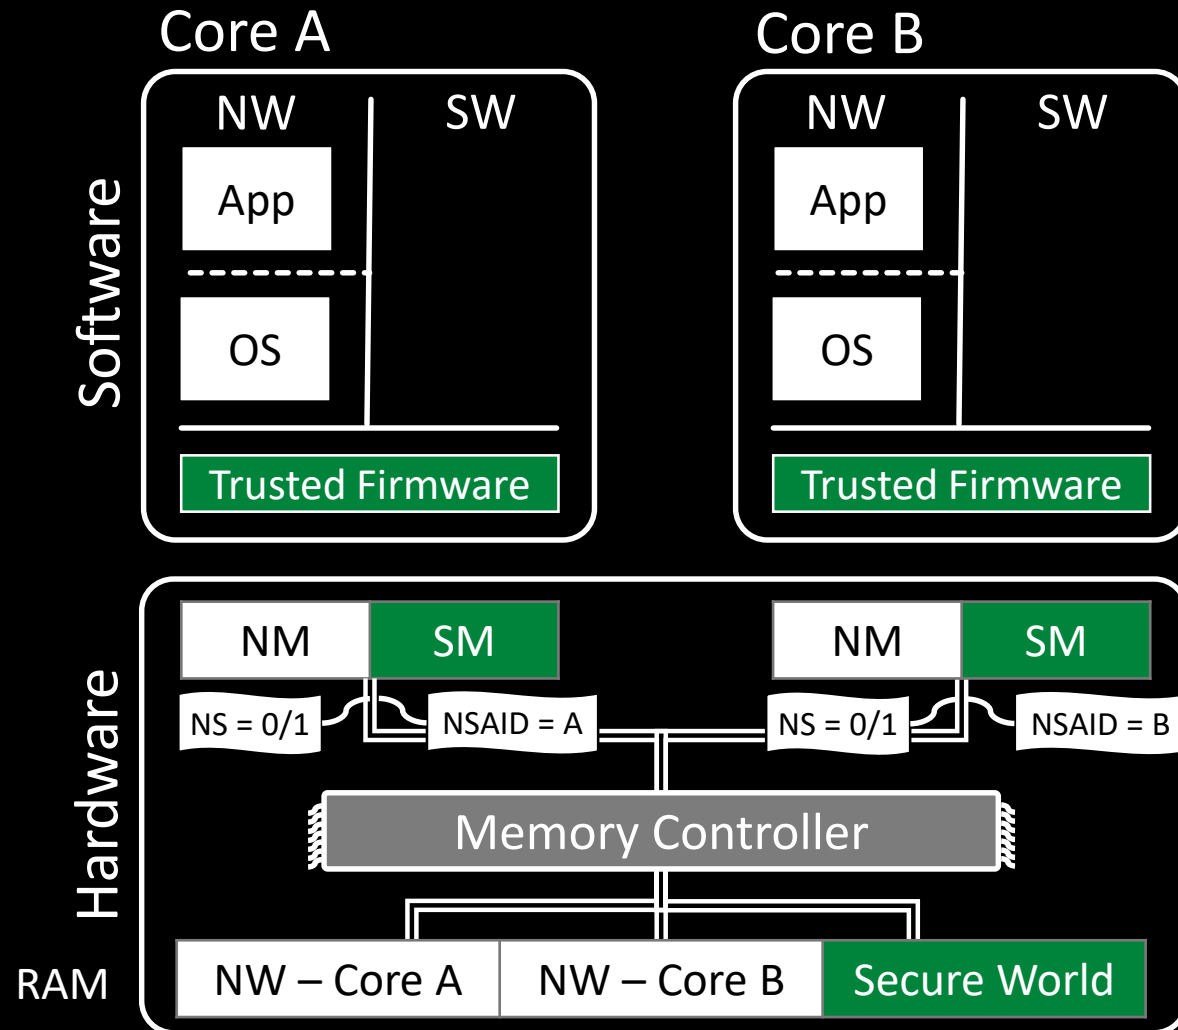 Core A
Core B
NW
SW
NW
SW
Software
App
App
OS
OS
Trusted Firmware
Trusted Firmware
Hardware
NM
SM
NM
SM
NS = 0/1
NSAID = A
NS = 0/1
NSAID = B
Memory Controller
RAM
NW – Core A
NW – Core B
Secure World